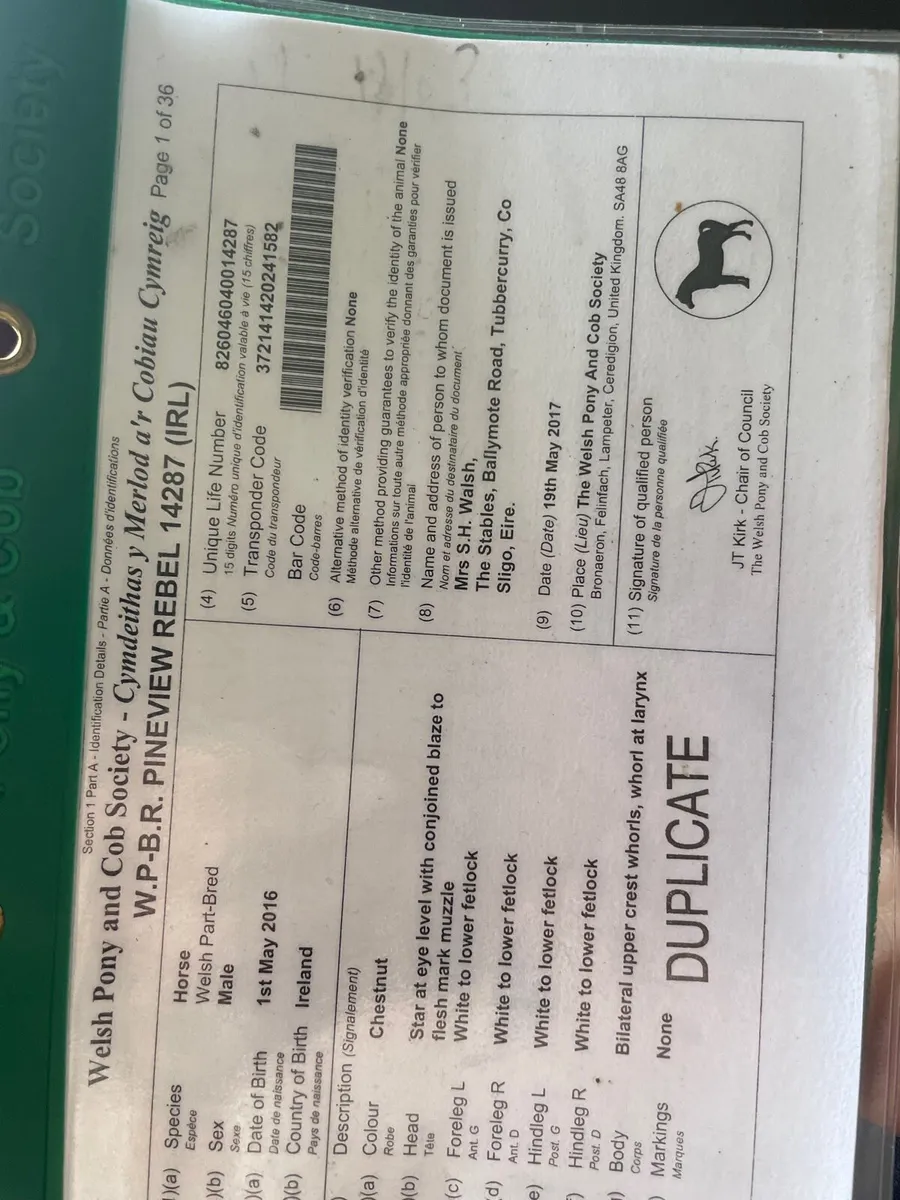 Society
Section 1 Part A - Identification Details - Partie A - Données d'identifications
Welsh Pony and Cob Society - Cymdeithas y Merlod a'r Cobiau Cymreig Page 1 of 36
W.P-B.R. PINEVIEW REBEL 14287 (IRL)
)(a) Species Horse
Espéce Welsh Part-Bred
)(b) Sex Male
Sexe
)(a) Date of Birth 1st May 2016
Date de naissance
)(b) Country of Birth Ireland
Pays de naissance
) Description (Signalement)
)(a) Colour Chestnut
Robe
)(b) Head Star at eye level with conjoined blaze to
Tête flesh mark muzzle
(c) Foreleg L White to lower fetlock
Ant. G
(d) Foreleg R White to lower fetlock
Ant. D
e) Hindleg L White to lower fetlock
Post. G
) Hindleg R White to lower fetlock
Post. D
) Body Bilateral upper crest whorls, whorl at larynx
Corps
) Markings None
Marques
DUPLICATE
(4) Unique Life Number 826046040014287
15 digits Numéro unique d'identification valable à vie (15 chiffres)
(5) Transponder Code 372141420241582
Code du transpondeur
Bar Code
Code-barres
(6) Alternative method of identity verification None
Méthode alternative de vérification d'identité
(7) Other method providing guarantees to verify the identity of the animal None
Informations sur toute autre méthode appropriée donnant des garanties pour vérifier
l'identité de l'animal
(8) Name and address of person to whom document is issued
Nom et adresse du destinataire du document
Mrs S.H. Walsh,
The Stables, Ballymote Road, Tubbercurry, Co
Sligo, Eire.
(9) Date (Date) 19th May 2017
(10) Place (Lieu) The Welsh Pony And Cob Society
Bronaeron, Felinfach, Lampeter, Ceredigion, United Kingdom. SA48 8AG
(11) Signature of qualified person
Signature de la personne qualifiée
JT Kirk - Chair of Council
The Welsh Pony and Cob Society